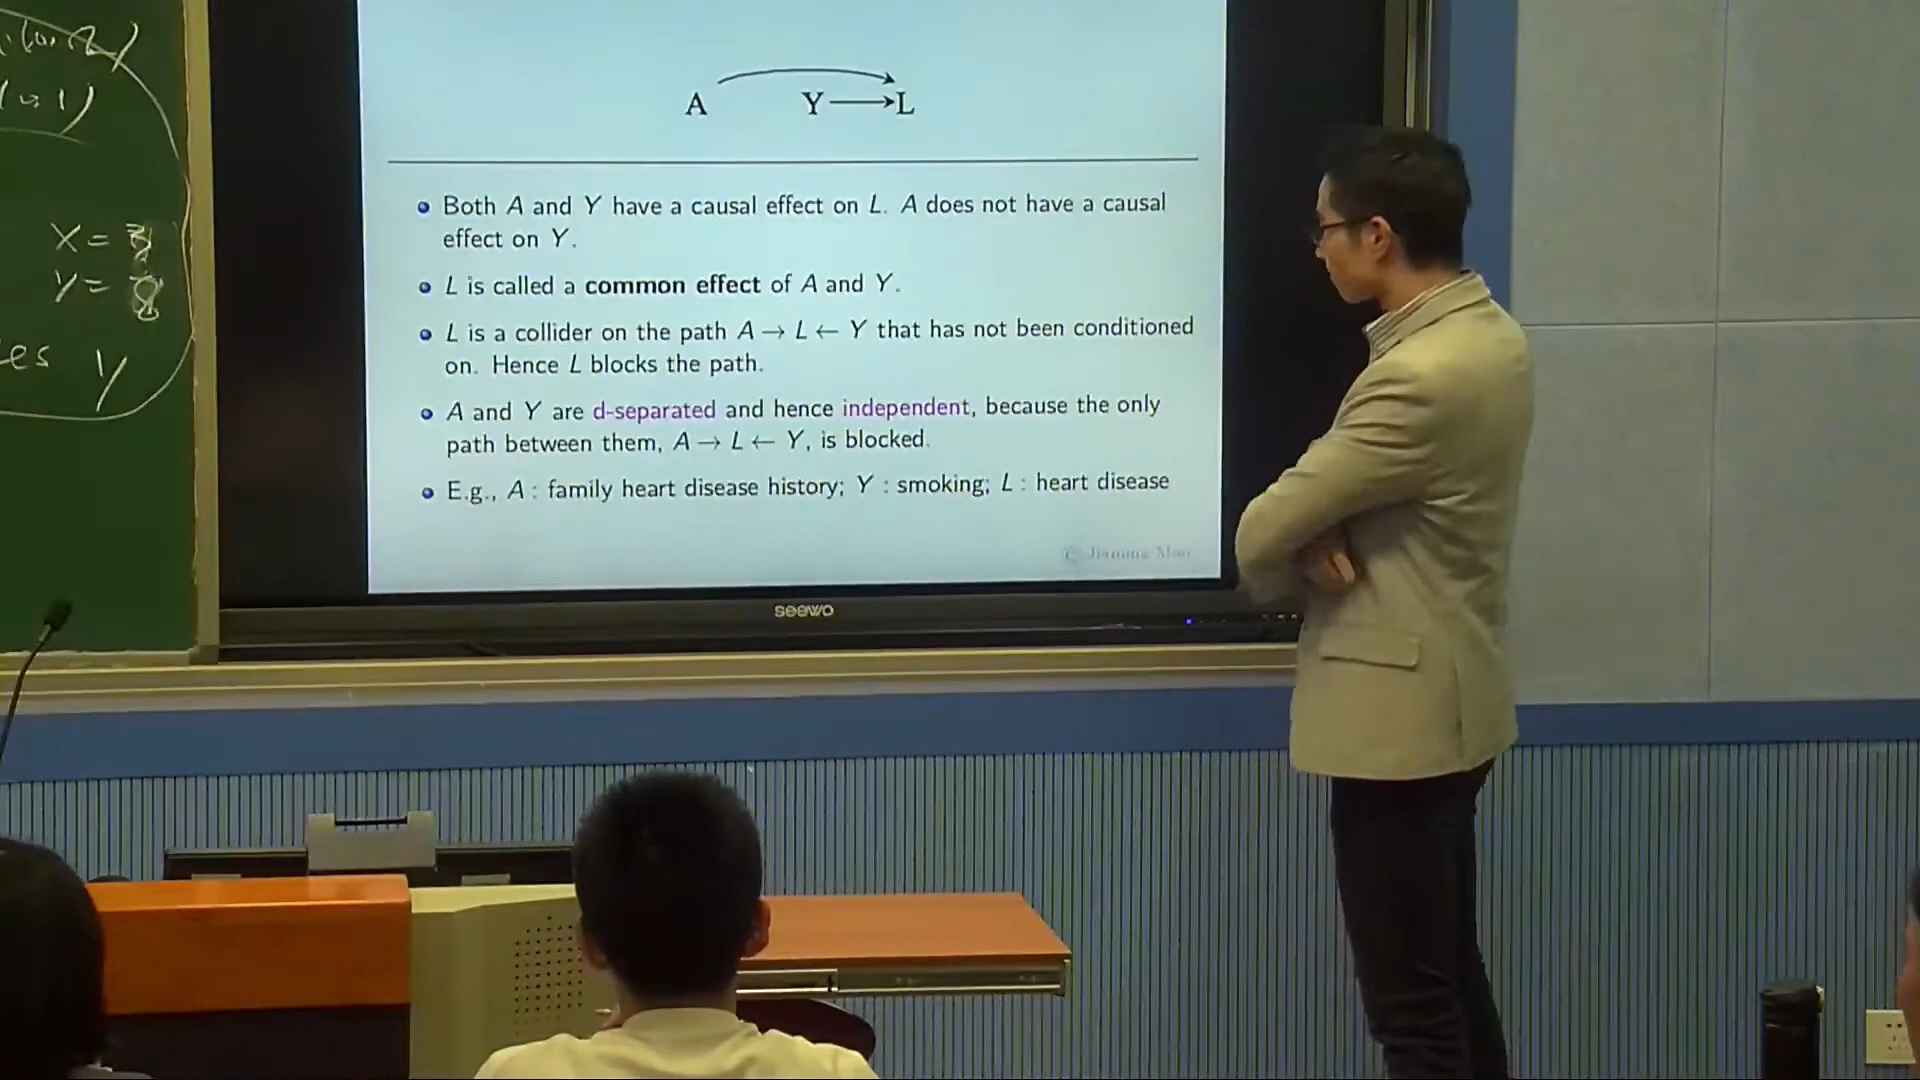 A Y L
Both A and Y have a causal effect on L. A does not have a causal
effect on Y.
L is called a common effect of A and Y.
L is a collider on the path A → L ← Y that has not been conditioned
on. Hence L blocks the path.
A and Y are d-separated and hence independent, because the only
path between them, A → L ← Y, is blocked.
E.g., A : family heart disease history; Y : smoking; L : heart disease
©
seewo
X =
Y =
es Y